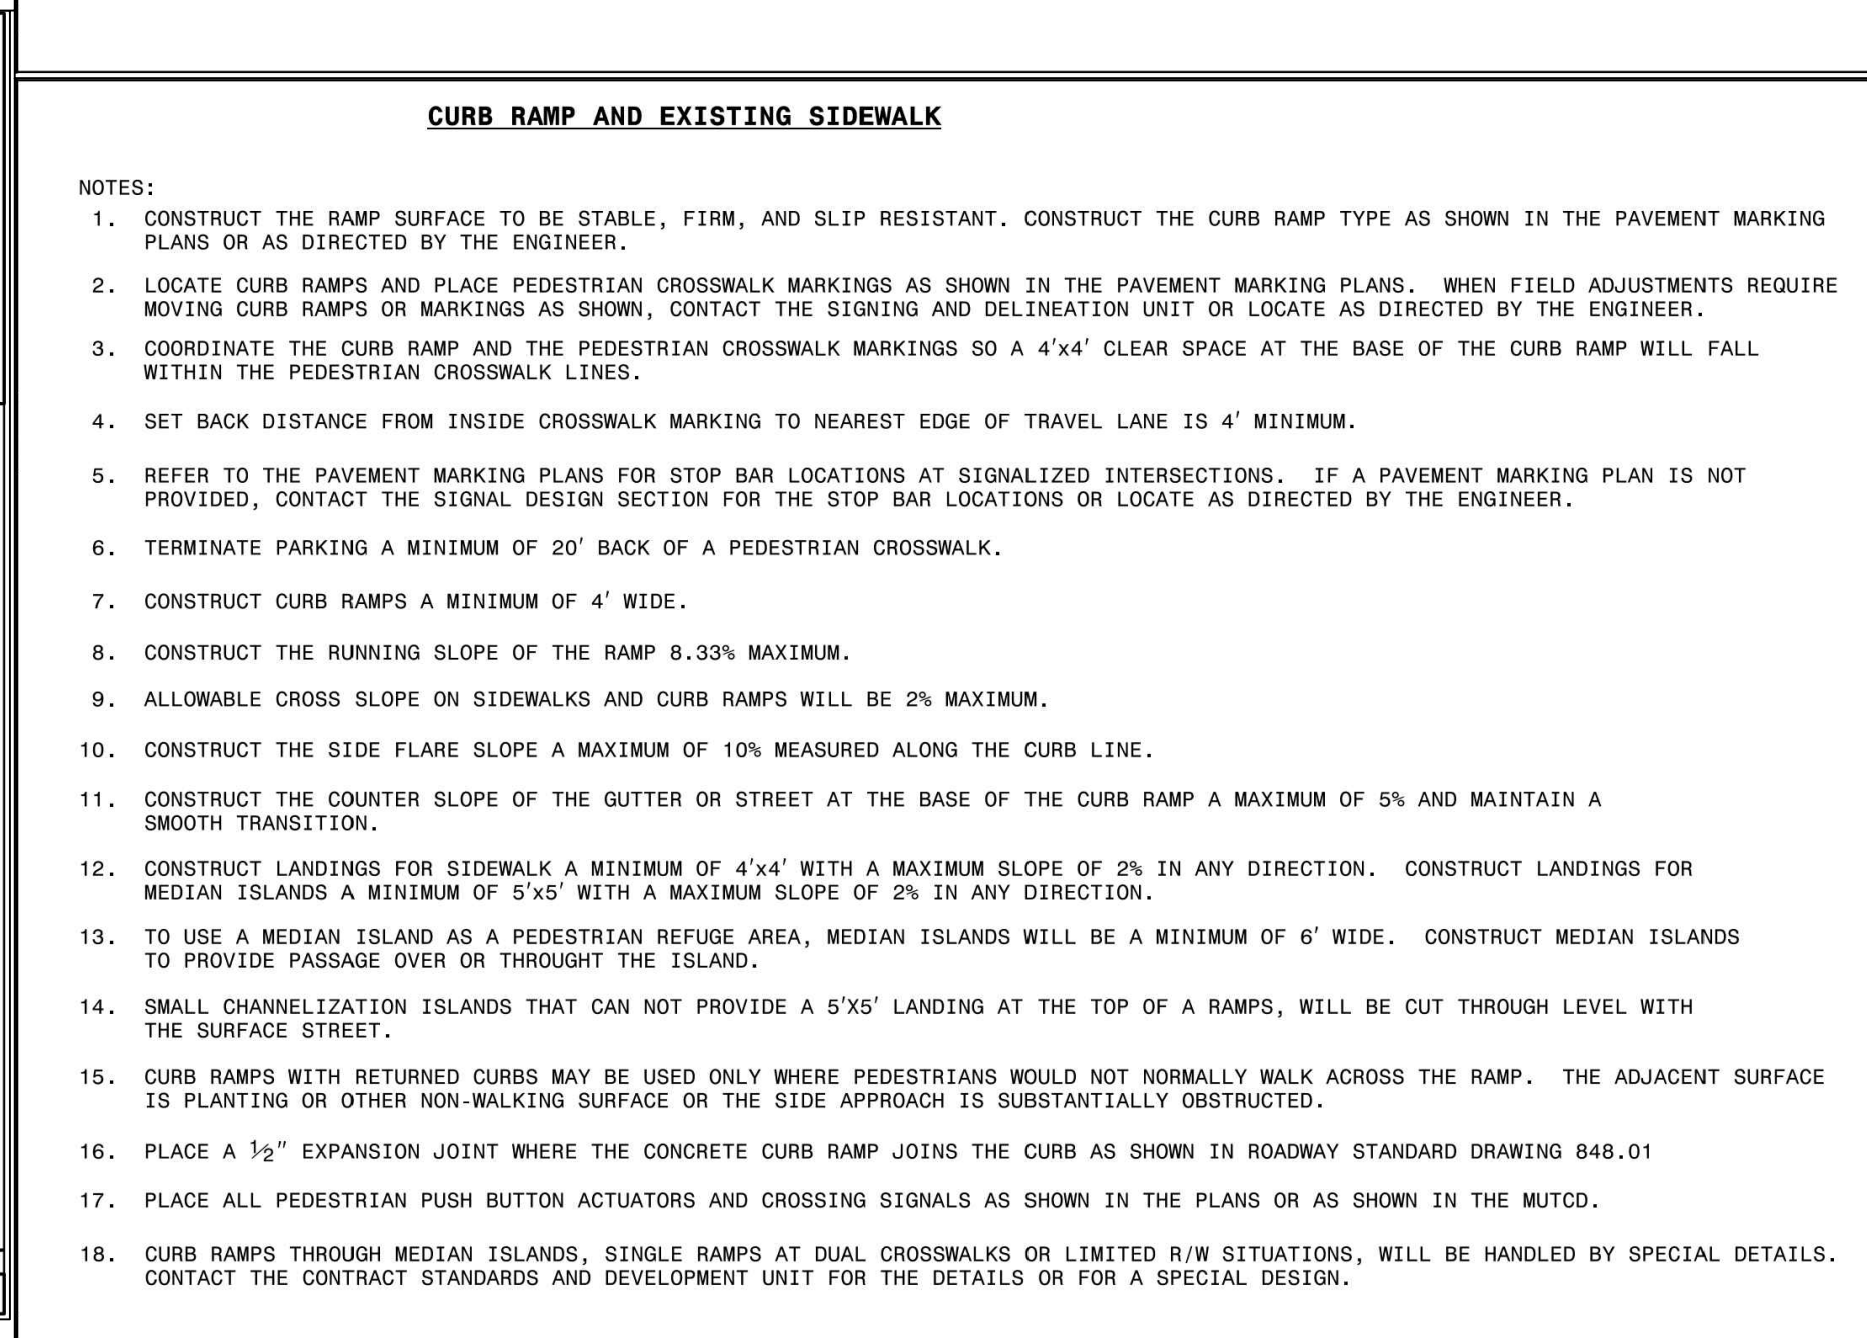 CURB RAMP AND EXISTING SIDEWALK
NOTES:
1. CONSTRUCT THE RAMP SURFACE TO BE STABLE, FIRM, AND SLIP RESISTANT. CONSTRUCT THE CURB RAMP TYPE AS SHOWN IN THE PAVEMENT MARKING
PLANS OR AS DIRECTED BY THE ENGINEER.
2. LOCATE CURB RAMPS AND PLACE PEDESTRIAN CROSSWALK MARKINGS AS SHOWN IN THE PAVEMENT MARKING PLANS. WHEN FIELD ADJUSTMENTS REQUIRE
MOVING CURB RAMPS OR MARKINGS AS SHOWN, CONTACT THE SIGNING AND DELINEATION UNIT OR LOCATE AS DIRECTED BY THE ENGINEER.
3. COORDINATE THE CURB RAMP AND THE PEDESTRIAN CROSSWALK MARKINGS SO A 4'x4' CLEAR SPACE AT THE BASE OF THE CURB RAMP WILL FALL
WITHIN THE PEDESTRIAN CROSSWALK LINES.
4. SET BACK DISTANCE FROM INSIDE CROSSWALK MARKING TO NEAREST EDGE OF TRAVEL LANE IS 4' MINIMUM.
5. REFER TO THE PAVEMENT MARKING PLANS FOR STOP BAR LOCATIONS AT SIGNALIZED INTERSECTIONS. IF A PAVEMENT MARKING PLAN IS NOT
PROVIDED, CONTACT THE SIGNAL DESIGN SECTION FOR THE STOP BAR LOCATIONS OR LOCATE AS DIRECTED BY THE ENGINEER.
6. TERMINATE PARKING A MINIMUM OF 20' BACK OF A PEDESTRIAN CROSSWALK.
7. CONSTRUCT CURB RAMPS A MINIMUM OF 4' WIDE.
8. CONSTRUCT THE RUNNING SLOPE OF THE RAMP 8.33% MAXIMUM.
9. ALLOWABLE CROSS SLOPE ON SIDEWALKS AND CURB RAMPS WILL BE 2% MAXIMUM.
10. CONSTRUCT THE SIDE FLARE SLOPE A MAXIMUM OF 10% MEASURED ALONG THE CURB LINE.
11. CONSTRUCT THE COUNTER SLOPE OF THE GUTTER OR STREET AT THE BASE OF THE CURB RAMP A MAXIMUM OF 5% AND MAINTAIN A
SMOOTH TRANSITION.
12. CONSTRUCT LANDINGS FOR SIDEWALK A MINIMUM OF 4'x4' WITH A MAXIMUM SLOPE OF 2% IN ANY DIRECTION. CONSTRUCT LANDINGS FOR
MEDIAN ISLANDS A MINIMUM OF 5'x5' WITH A MAXIMUM SLOPE OF 2% IN ANY DIRECTION.
13. TO USE A MEDIAN ISLAND AS A PEDESTRIAN REFUGE AREA, MEDIAN ISLANDS WILL BE A MINIMUM OF 6' WIDE. CONSTRUCT MEDIAN ISLANDS
TO PROVIDE PASSAGE OVER OR THROUGHT THE ISLAND.
14. SMALL CHANNELIZATION ISLANDS THAT CAN NOT PROVIDE A 5'X5' LANDING AT THE TOP OF A RAMPS, WILL BE CUT THROUGH LEVEL WITH
THE SURFACE STREET.
15. CURB RAMPS WITH RETURNED CURBS MAY BE USED ONLY WHERE PEDESTRIANS WOULD NOT NORMALLY WALK ACROSS THE RAMP. THE ADJACENT SURFACE
IS PLANTING OR OTHER NON-WALKING SURFACE OR THE SIDE APPROACH IS SUBSTANTIALLY OBSTRUCTED.
16. PLACE A ½" EXPANSION JOINT WHERE THE CONCRETE CURB RAMP JOINS THE CURB AS SHOWN IN ROADWAY STANDARD DRAWING 848.01
17. PLACE ALL PEDESTRIAN PUSH BUTTON ACTUATORS AND CROSSING SIGNALS AS SHOWN IN THE PLANS OR AS SHOWN IN THE MUTCD.
18. CURB RAMPS THROUGH MEDIAN ISLANDS, SINGLE RAMPS AT DUAL CROSSWALKS OR LIMITED R/W SITUATIONS, WILL BE HANDLED BY SPECIAL DETAILS.
CONTACT THE CONTRACT STANDARDS AND DEVELOPMENT UNIT FOR THE DETAILS OR FOR A SPECIAL DESIGN.